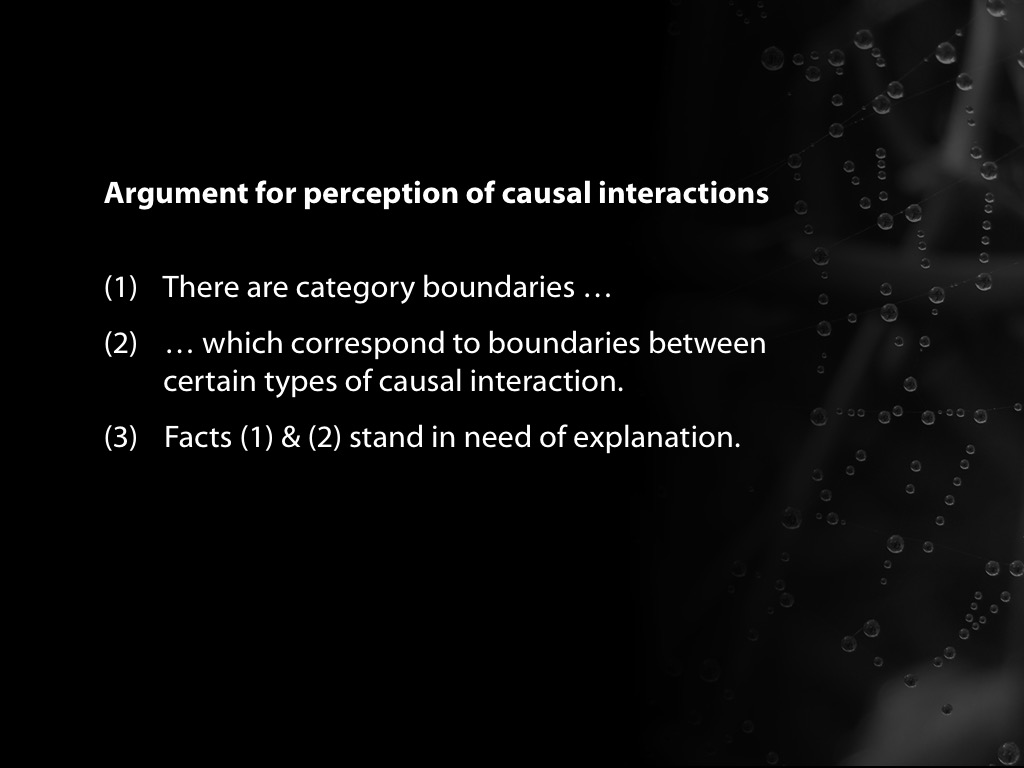 Argument for perception of causal interactions
(1) There are category boundaries …
(2) … which correspond to boundaries between
certain types of causal interaction.
(3) Facts (1) & (2) stand in need of explanation.